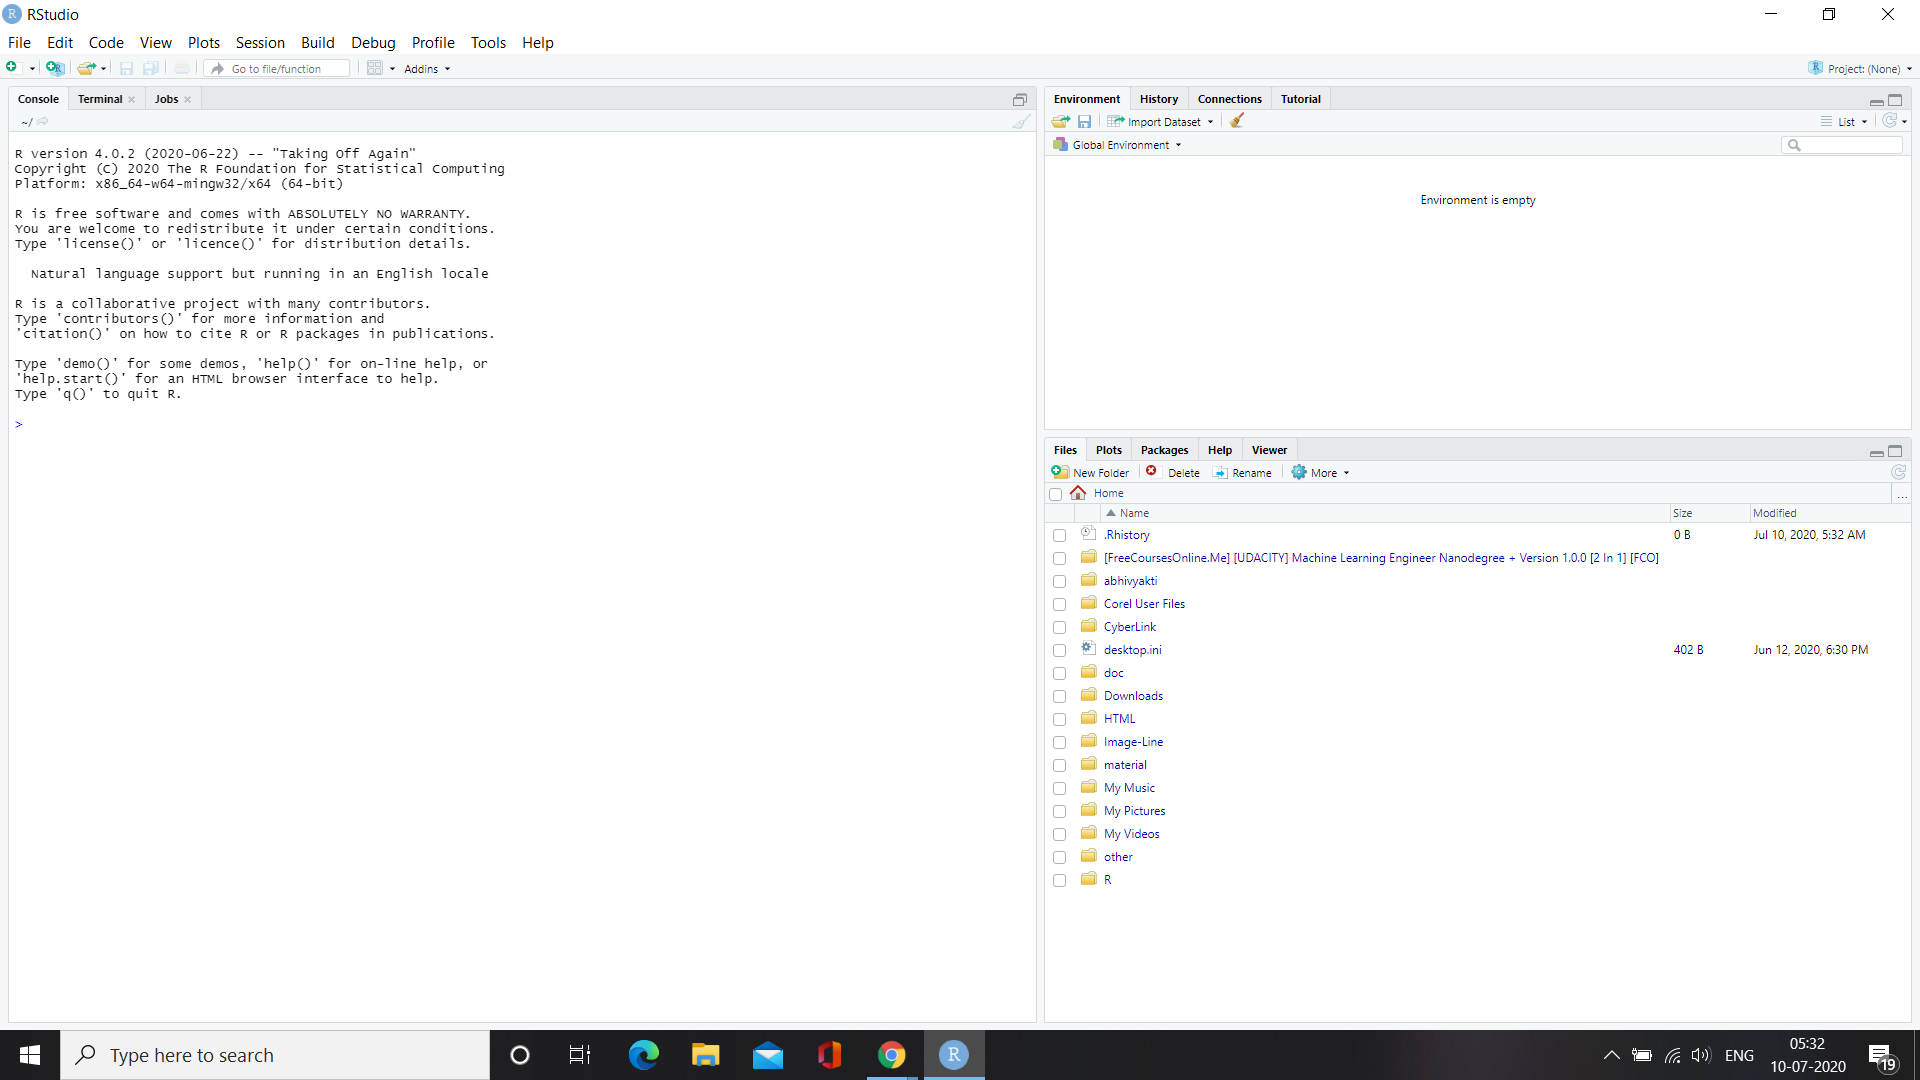 RStudio
File Edit Code View Plots Session Build Debug Profile Tools Help
Go to file/function Addins Project: (None)
Console Terminal Jobs
~/
R version 4.0.2 (2020-06-22) -- "Taking Off Again"
Copyright (C) 2020 The R Foundation for Statistical Computing
Platform: x86_64-w64-mingw32/x64 (64-bit)
R is free software and comes with ABSOLUTELY NO WARRANTY.
You are welcome to redistribute it under certain conditions.
Type 'license()' or 'licence()' for distribution details.
Natural language support but running in an English locale
R is a collaborative project with many contributors.
Type 'contributors()' for more information and
'citation()' on how to cite R or R packages in publications.
Type 'demo()' for some demos, 'help()' for on-line help, or
'help.start()' for an HTML browser interface to help.
Type 'q()' to quit R.
>
Environment History Connections Tutorial
Import Dataset List
Global Environment
Environment is empty
Files Plots Packages Help Viewer
New Folder Delete Rename More
Home ...
Name Size Modified
.Rhistory 0 B Jul 10, 2020, 5:32 AM
[FreeCoursesOnline.Me] [UDACITY] Machine Learning Engineer Nanodegree + Version 1.0.0 [2 In 1] [FCO]
abhivyakti
Corel User Files
CyberLink
desktop.ini 402 B Jun 12, 2020, 6:30 PM
doc
Downloads
HTML
Image-Line
material
My Music
My Pictures
My Videos
other
R
Type here to search
R
ENG
05:32
10-07-2020
19